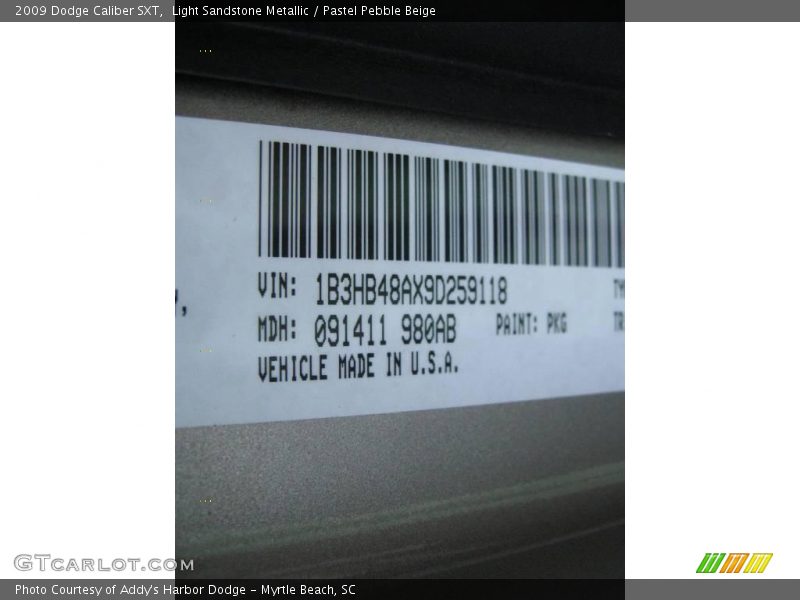 2009 Dodge Caliber SXT, Light Sandstone Metallic / Pastel Pebble Beige
VIN: 1B3HB48AX9D259118
MDH: 091411 980AB PAINT: PKG
VEHICLE MADE IN U.S.A.
GTCARLOT.COM
Photo Courtesy of Addy's Harbor Dodge - Myrtle Beach, SC